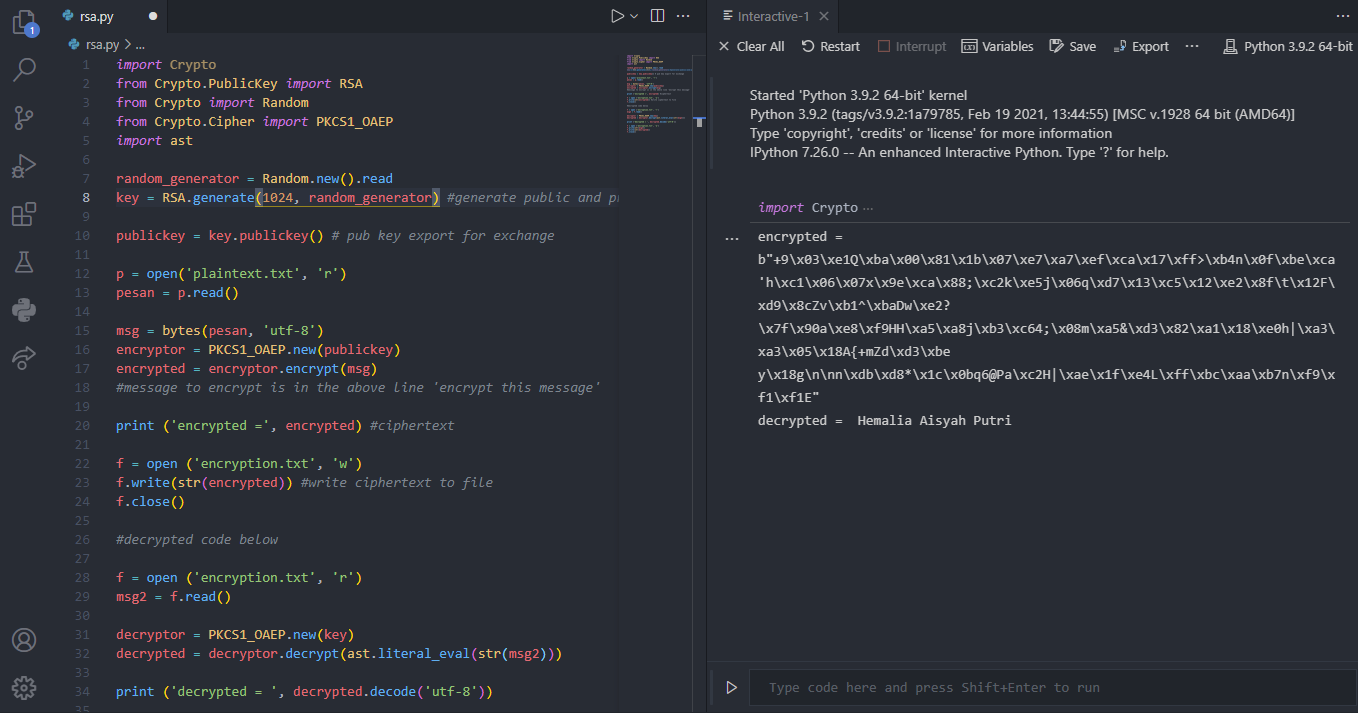 1
rsa.py
rsa.py > ...
1 import Crypto
2 from Crypto.PublicKey import RSA
3 from Crypto import Random
4 from Crypto.Cipher import PKCS1_OAEP
5 import ast
6
7 random_generator = Random.new().read
8 key = RSA.generate(1024, random_generator) #generate public and pr
9
10 publickey = key.publickey() # pub key export for exchange
11
12 p = open('plaintext.txt', 'r')
13 pesan = p.read()
14
15 msg = bytes(pesan, 'utf-8')
16 encryptor = PKCS1_OAEP.new(publickey)
17 encrypted = encryptor.encrypt(msg)
18 #message to encrypt is in the above line 'encrypt this message'
19
20 print ('encrypted =', encrypted) #ciphertext
21
22 f = open ('encryption.txt', 'w')
23 f.write(str(encrypted)) #write ciphertext to file
24 f.close()
25
26 #decrypted code below
27
28 f = open ('encryption.txt', 'r')
29 msg2 = f.read()
30
31 decryptor = PKCS1_OAEP.new(key)
32 decrypted = decryptor.decrypt(ast.literal_eval(str(msg2)))
33
34 print ('decrypted = ', decrypted.decode('utf-8'))
35
Interactive-1
Clear All Restart Interrupt Variables Save Export ... Python 3.9.2 64-bit
Started 'Python 3.9.2 64-bit' kernel
Python 3.9.2 (tags/v3.9.2:1a79785, Feb 19 2021, 13:44:55) [MSC v.1928 64 bit (AMD64)]
Type 'copyright', 'credits' or 'license' for more information
IPython 7.26.0 -- An enhanced Interactive Python. Type '?' for help.
import Crypto ...
... encrypted =
b"+9\x03\xe1Q\xba\x00\x81\x1b\x07\xe7\xa7\xef\xca\x17\xff>\xb4n\x0f\xbe\xca
'h\xc1\x06\x07x\x9e\xca\x88;\xc2k\xe5j\x06q\xd7\x13\xc5\x12\xe2\x8f\t\x12F\
xd9\x8cZv\xb1^\xbaDw\xe2?
\x7f\x90a\xe8\xf9HH\xa5\xa8j\xb3\xc64;\x08m\xa5&\xd3\x82\xa1\x18\xe0h|\xa3\
xa3\x05\x18A{+mZd\xd3\xbe
y\x18g\n\nn\xdb\xd8*\x1c\x0bq6@Pa\xc2H|\xae\x1f\xe4L\xff\xbc\xaa\xb7n\xf9\x
f1\xf1E"
decrypted =  Hemalia Aisyah Putri
Type code here and press Shift+Enter to run